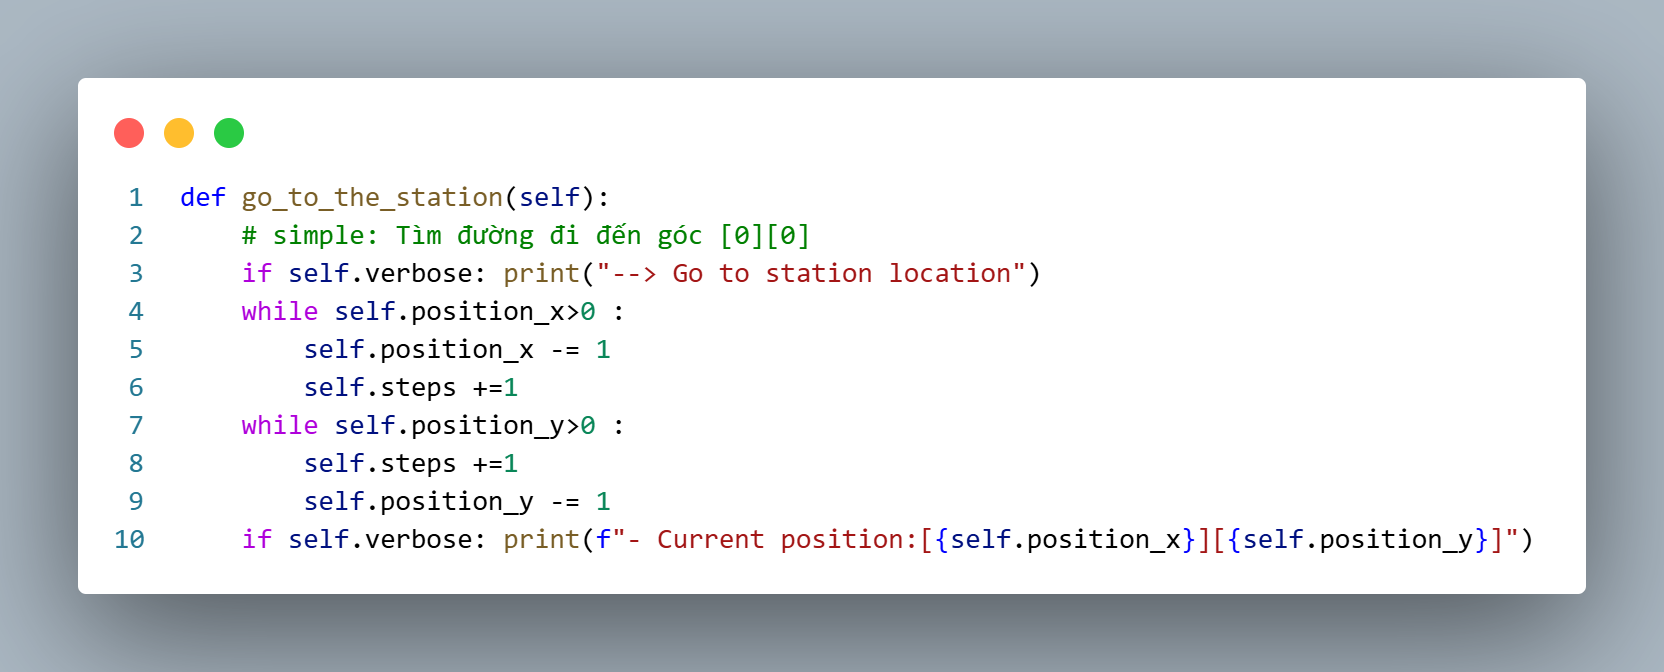 1 def go_to_the_station(self):
2     # simple: Tìm đường đi đến góc [0][0]
3     if self.verbose: print("--> Go to station location")
4     while self.position_x>0 :
5         self.position_x -= 1
6         self.steps +=1
7     while self.position_y>0 :
8         self.steps +=1
9         self.position_y -= 1
10     if self.verbose: print(f"- Current position:[{self.position_x}][{self.position_y}]")